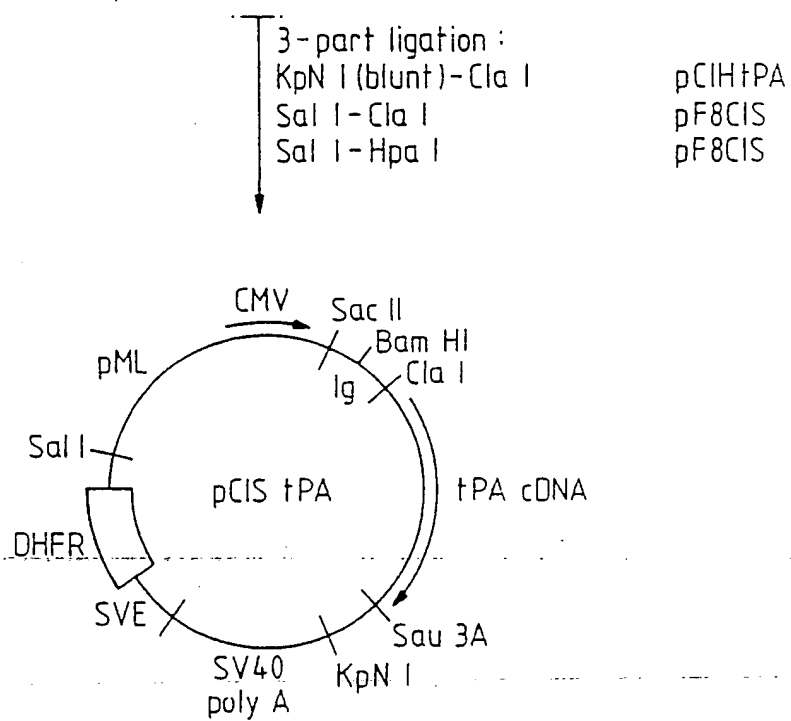 3-part ligation :
KpN I (blunt)-Cla I pCIHtPA
Sal I-Cla I pF8CIS
Sal I-Hpa I pF8CIS
CMV
Sac II
Bam HI
pML
Ig
Cla I
Sal I
pCIS tPA
tPA cDNA
DHFR
SVE
Sau 3A
SV40
poly A
KpN I